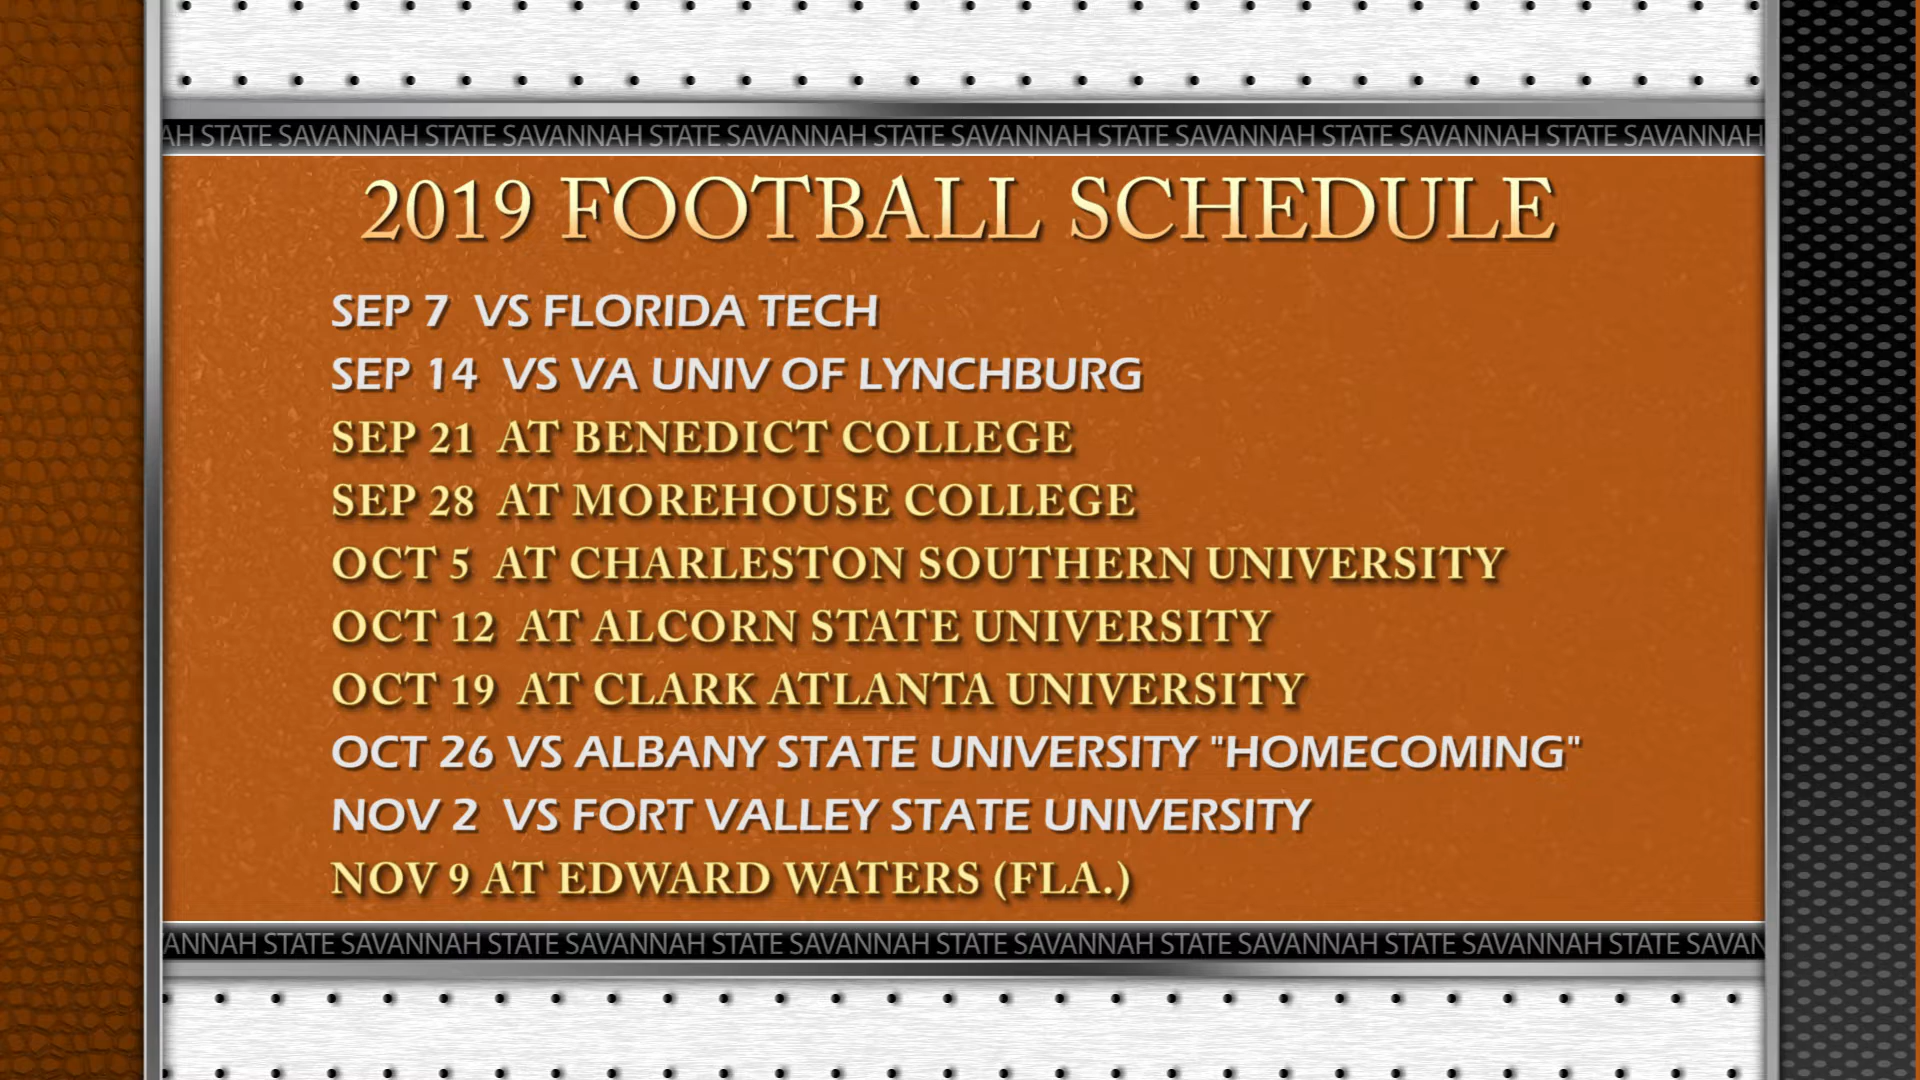 AH STATE SAVANNAH STATE SAVANNAH STATE SAVANNAH STATE SAVANNAH STATE SAVANNAH STATE SAVANNAH STATE SAVANNAH
2019 FOOTBALL SCHEDULE
SEP 7 VS FLORIDA TECH
SEP 14 VS VA UNIV OF LYNCHBURG
SEP 21 AT BENEDICT COLLEGE
SEP 28 AT MOREHOUSE COLLEGE
OCT 5 AT CHARLESTON SOUTHERN UNIVERSITY
OCT 12 AT ALCORN STATE UNIVERSITY
OCT 19 AT CLARK ATLANTA UNIVERSITY
OCT 26 VS ALBANY STATE UNIVERSITY "HOMECOMING"
NOV 2 VS FORT VALLEY STATE UNIVERSITY
NOV 9 AT EDWARD WATERS (FLA.)
ANNAH STATE SAVANNAH STATE SAVANNAH STATE SAVANNAH STATE SAVANNAH STATE SAVANNAH STATE SAVANNAH STATE SAVAN